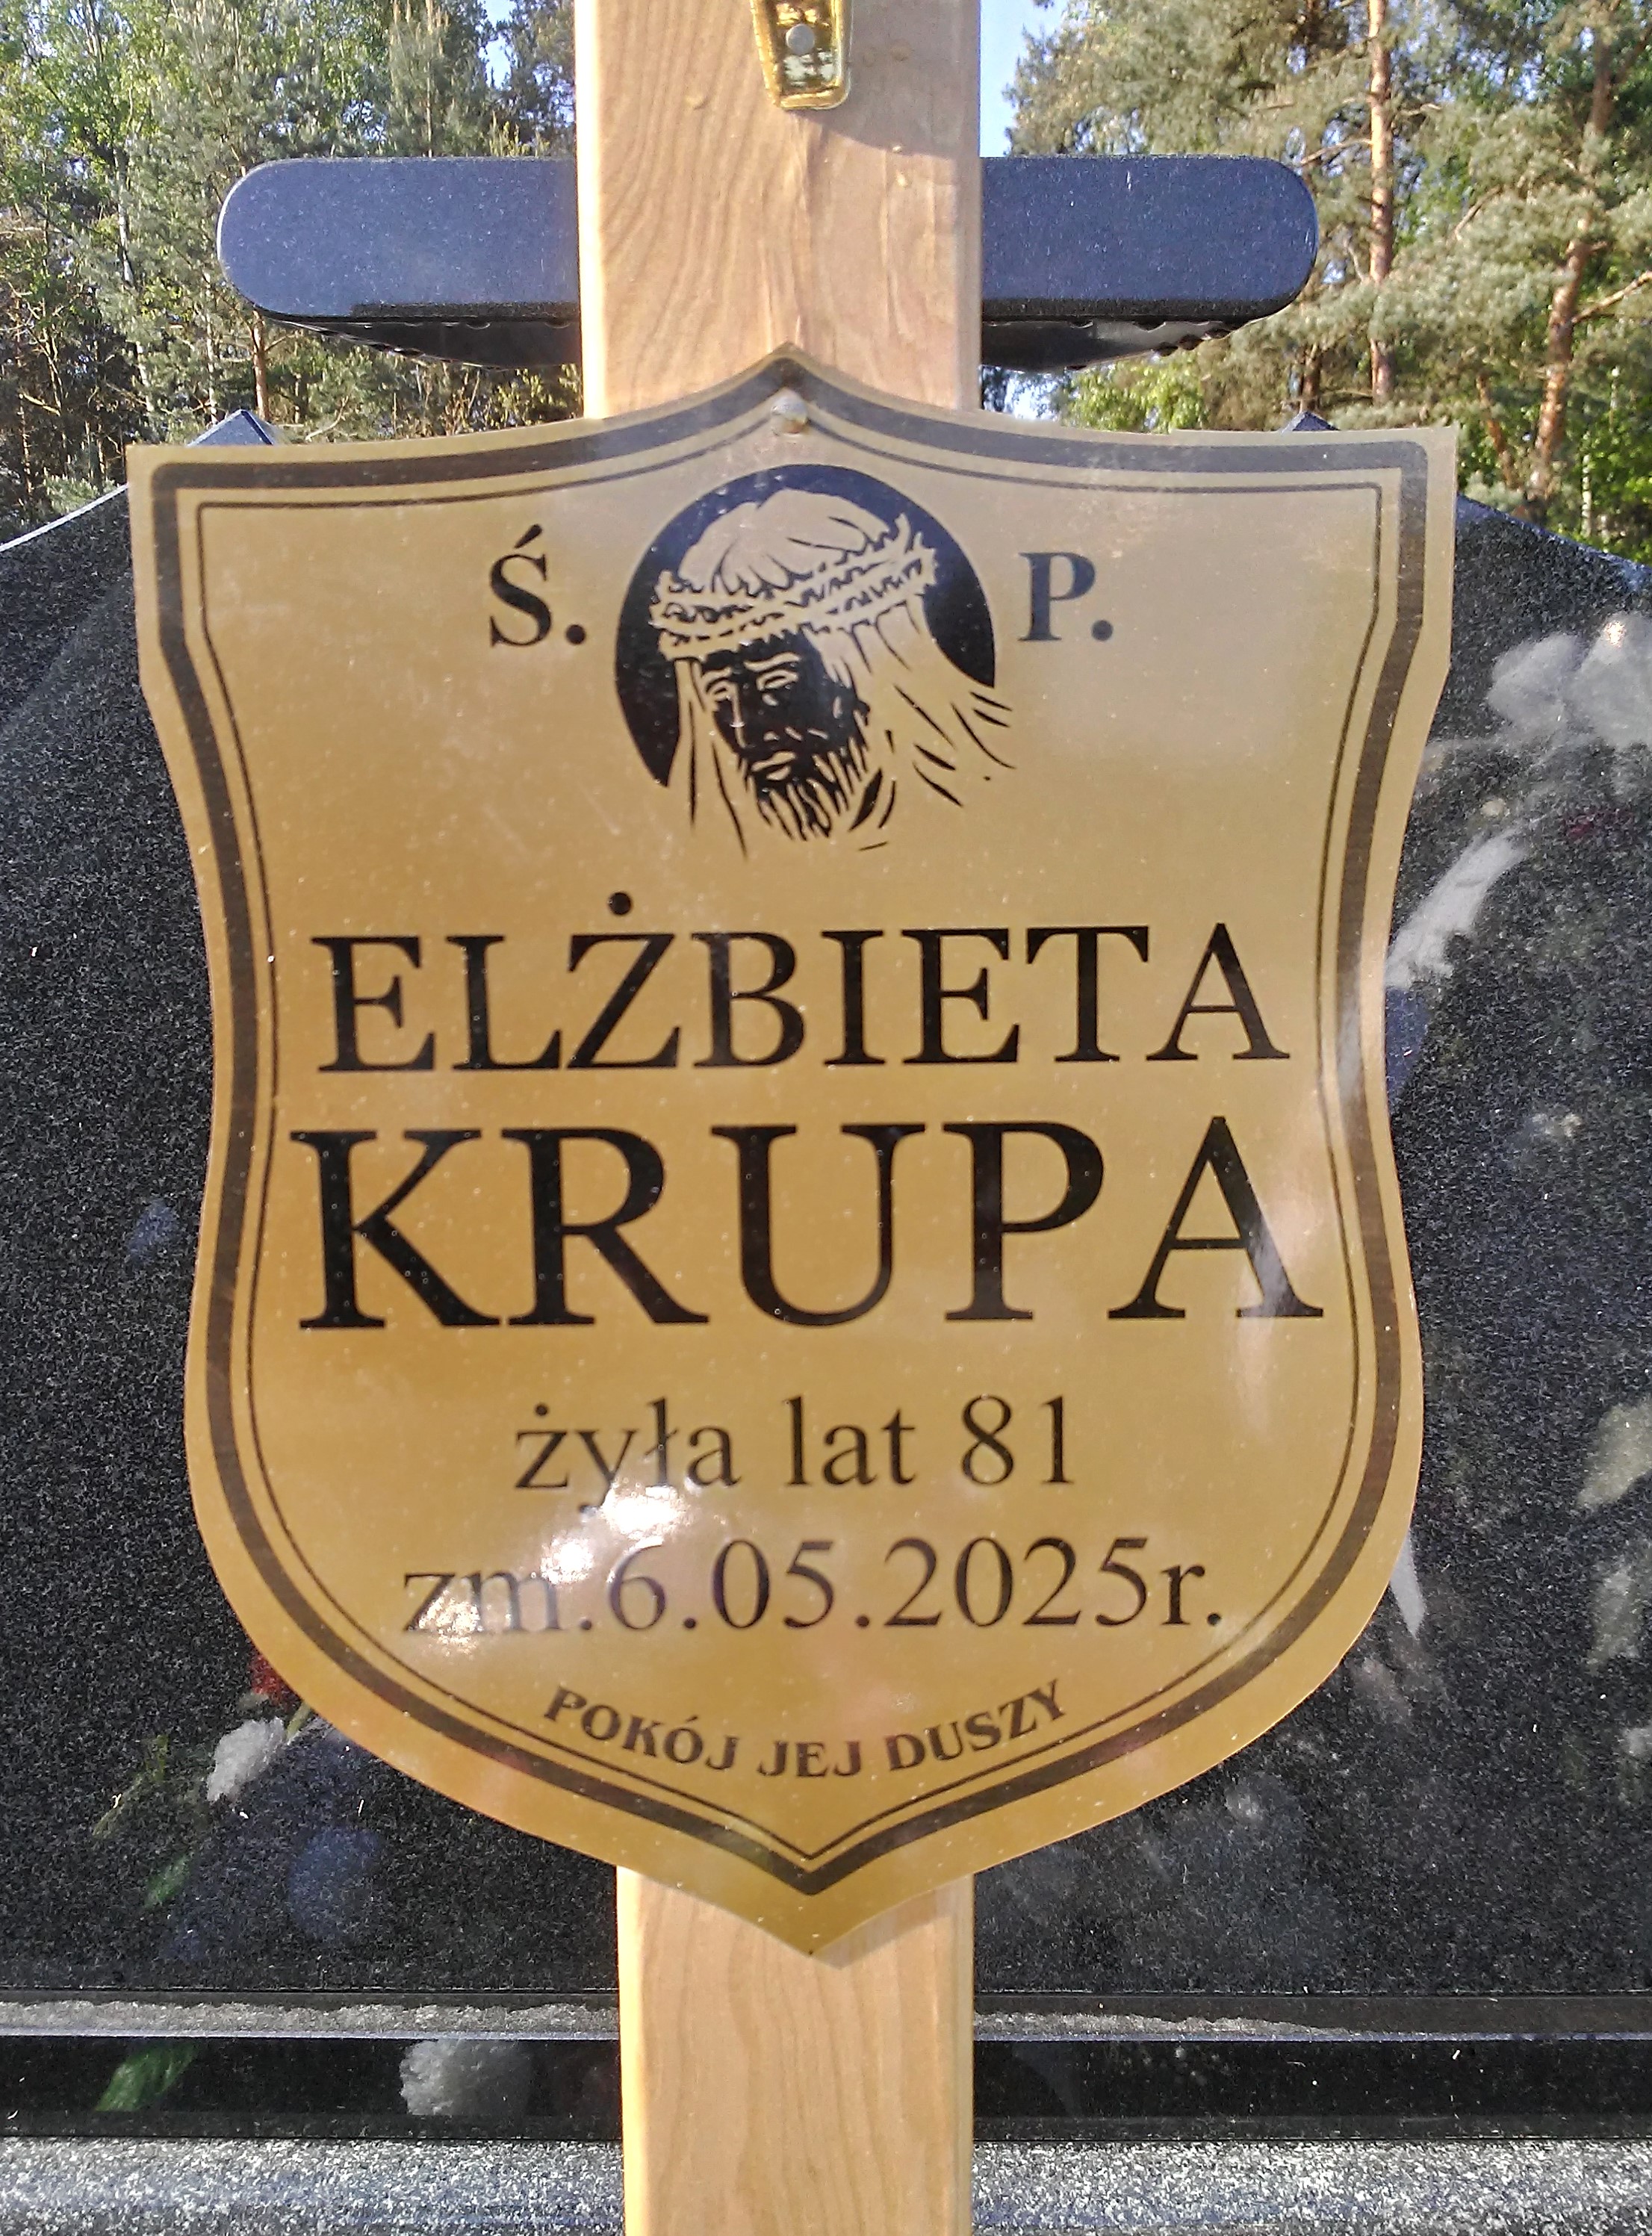 Ś. P.
ELŻBIETA
KRUPA
żyła lat 81
zm.6.05.2025r.
POKÓJ JEJ DUSZY